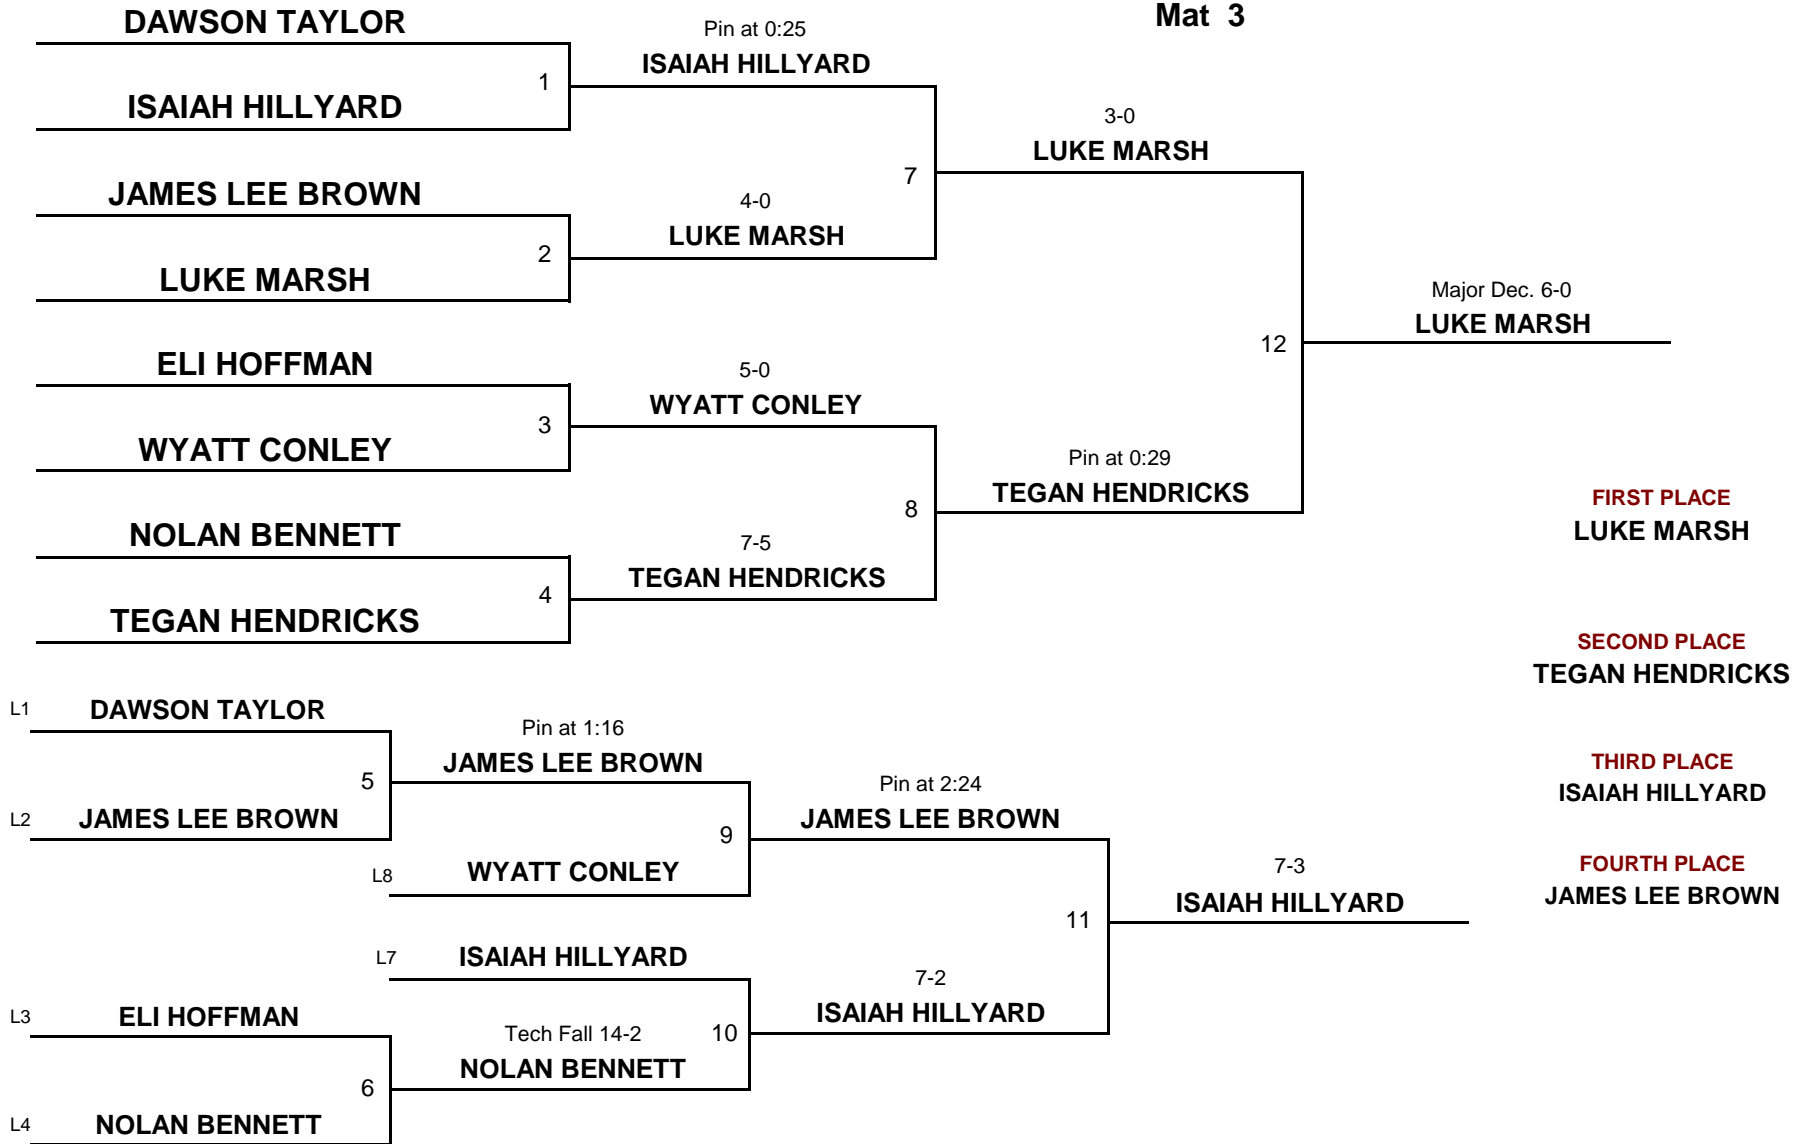 Mat 3
DAWSON TAYLOR
Pin at 0:25
ISAIAH HILLYARD
1
ISAIAH HILLYARD
3-0
LUKE MARSH
7
JAMES LEE BROWN
4-0
LUKE MARSH
2
LUKE MARSH
Major Dec. 6-0
LUKE MARSH
12
ELI HOFFMAN
5-0
WYATT CONLEY
3
WYATT CONLEY
Pin at 0:29
TEGAN HENDRICKS
8
NOLAN BENNETT
7-5
TEGAN HENDRICKS
4
TEGAN HENDRICKS
FIRST PLACE
LUKE MARSH
SECOND PLACE
TEGAN HENDRICKS
THIRD PLACE
ISAIAH HILLYARD
FOURTH PLACE
JAMES LEE BROWN
L1 DAWSON TAYLOR
Pin at 1:16
JAMES LEE BROWN
5
L2 JAMES LEE BROWN
Pin at 2:24
JAMES LEE BROWN
9
L8 WYATT CONLEY
7-3
ISAIAH HILLYARD
11
L7 ISAIAH HILLYARD
7-2
ISAIAH HILLYARD
L3 ELI HOFFMAN
Tech Fall 14-2
10
NOLAN BENNETT
6
L4 NOLAN BENNETT